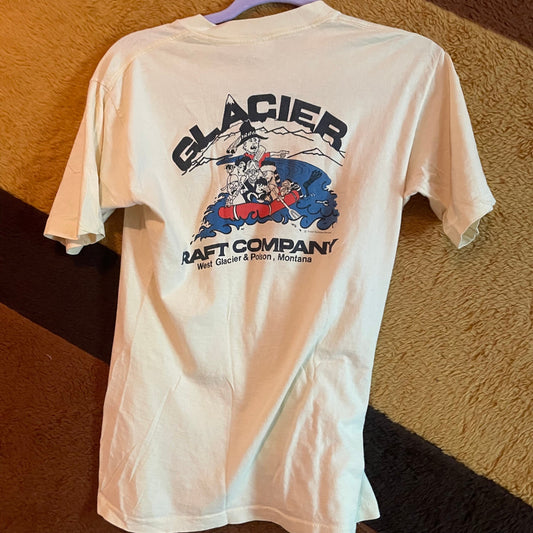 GLACIER
RAFT COMPANY
West Glacier & Polson, Montana